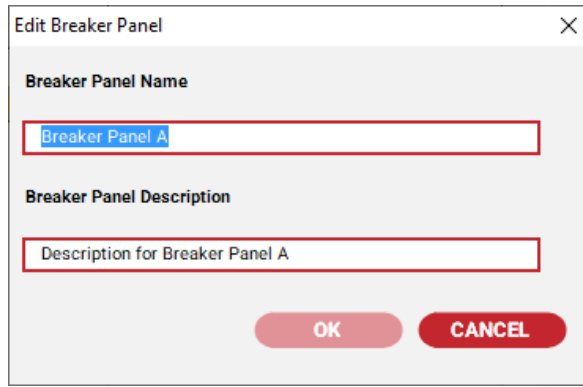 Edit Breaker Panel
Breaker Panel Name
Breaker Panel A
Breaker Panel Description
Description for Breaker Panel A
OK
CANCEL